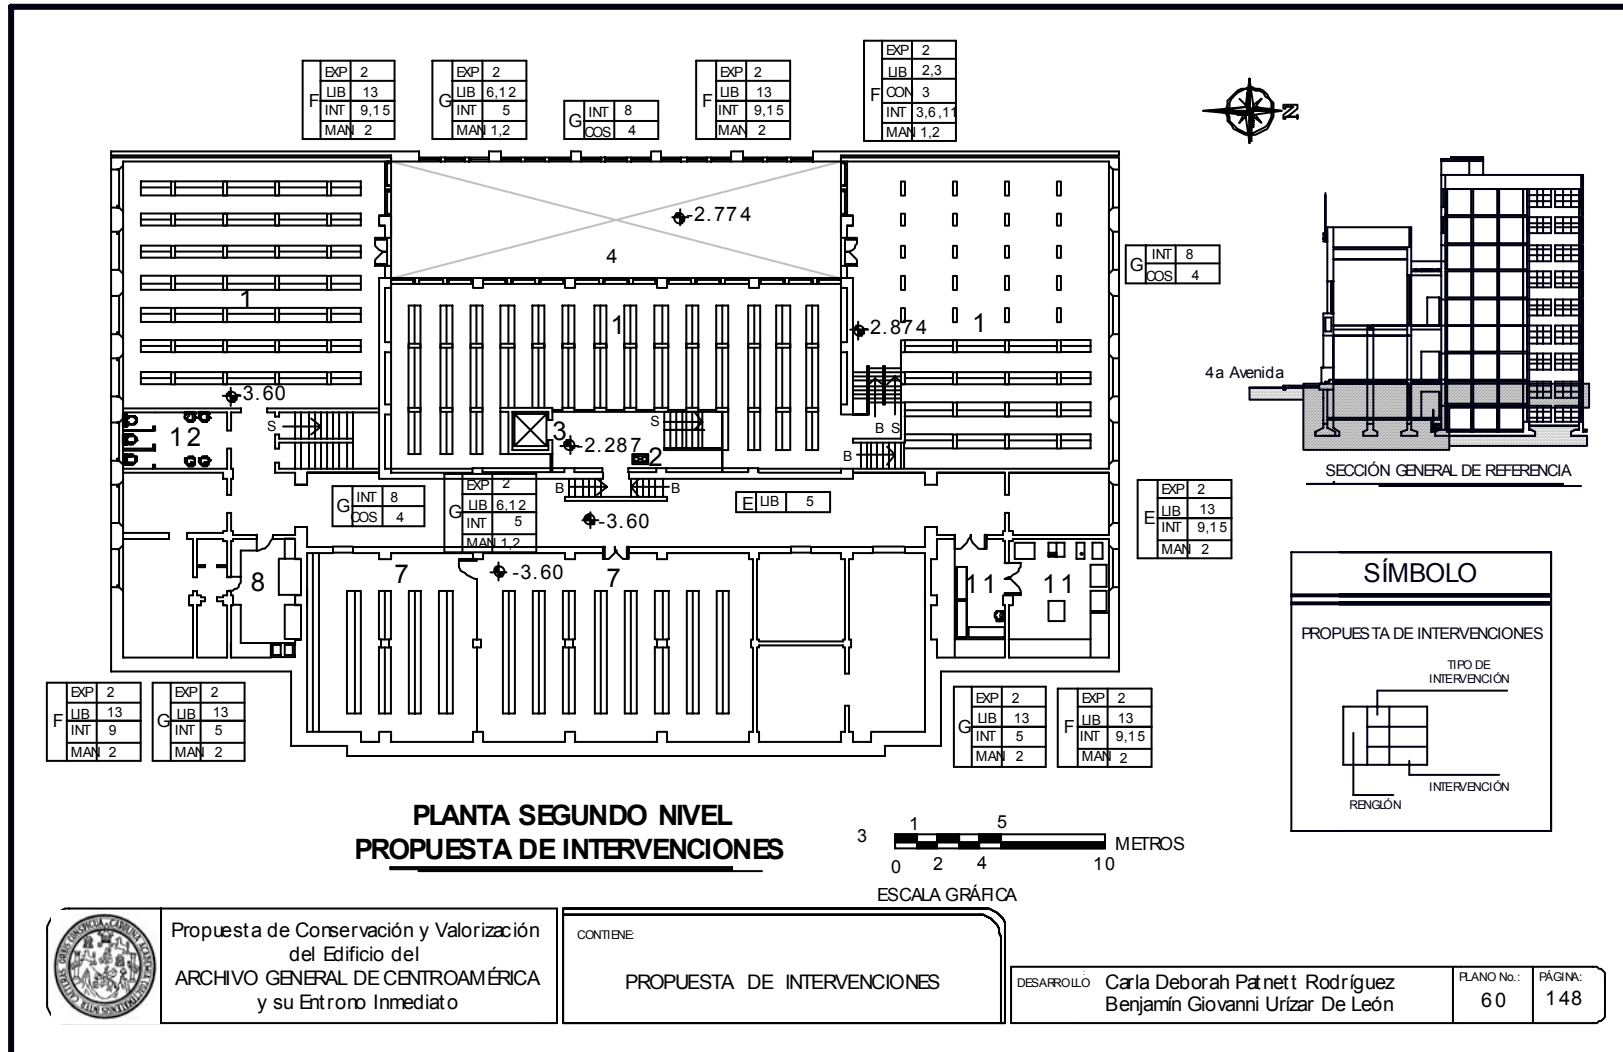 F
EXP 2
LIB 13
INT 9,15
MAN 2
G
EXP 2
LIB 6,12
INT 5
MAN 1,2
G
INT 8
COS 4
F
EXP 2
LIB 13
INT 9,15
MAN 2
F
EXP 2
LIB 2,3
CON 3
INT 3,6,11
MAN 1,2
N
-2.774
4
1
1
-2.874
1
G
INT 8
COS 4
-3.60
12
S
3
-2.287
2
S
B S
B
B
B
4a Avenida
SECCIÓN GENERAL DE REFERENCIA
G
INT 8
COS 4
G
EXP 2
LIB 6,12
INT 5
MAN 1,2
-3.60
E LIB 5
E
EXP 2
LIB 13
INT 9,15
MAN 2
8
7
-3.60
7
11
11
SÍMBOLO
PROPUESTA DE INTERVENCIONES
TIPO DE
INTERVENCIÓN
INTERVENCIÓN
RENGLÓN
F
EXP 2
LIB 13
INT 9
MAN 2
G
EXP 2
LIB 13
INT 5
MAN 2
G
EXP 2
LIB 13
INT 5
MAN 2
F
EXP 2
LIB 13
INT 9,15
MAN 2
PLANTA SEGUNDO NIVEL
PROPUESTA DE INTERVENCIONES
3
1 5
METROS
0 2 4 10
ESCALA GRÁFICA
Propuesta de Conservación y Valorización
del Edificio del
ARCHIVO GENERAL DE CENTROAMÉRICA
y su Entrono Inmediato
CONTIENE:
PROPUESTA DE INTERVENCIONES
DESARROLLÓ:
Carla Deborah Patnett Rodríguez
Benjamín Giovanni Urízar De León
PLANO No.:
60
PÁGINA:
148